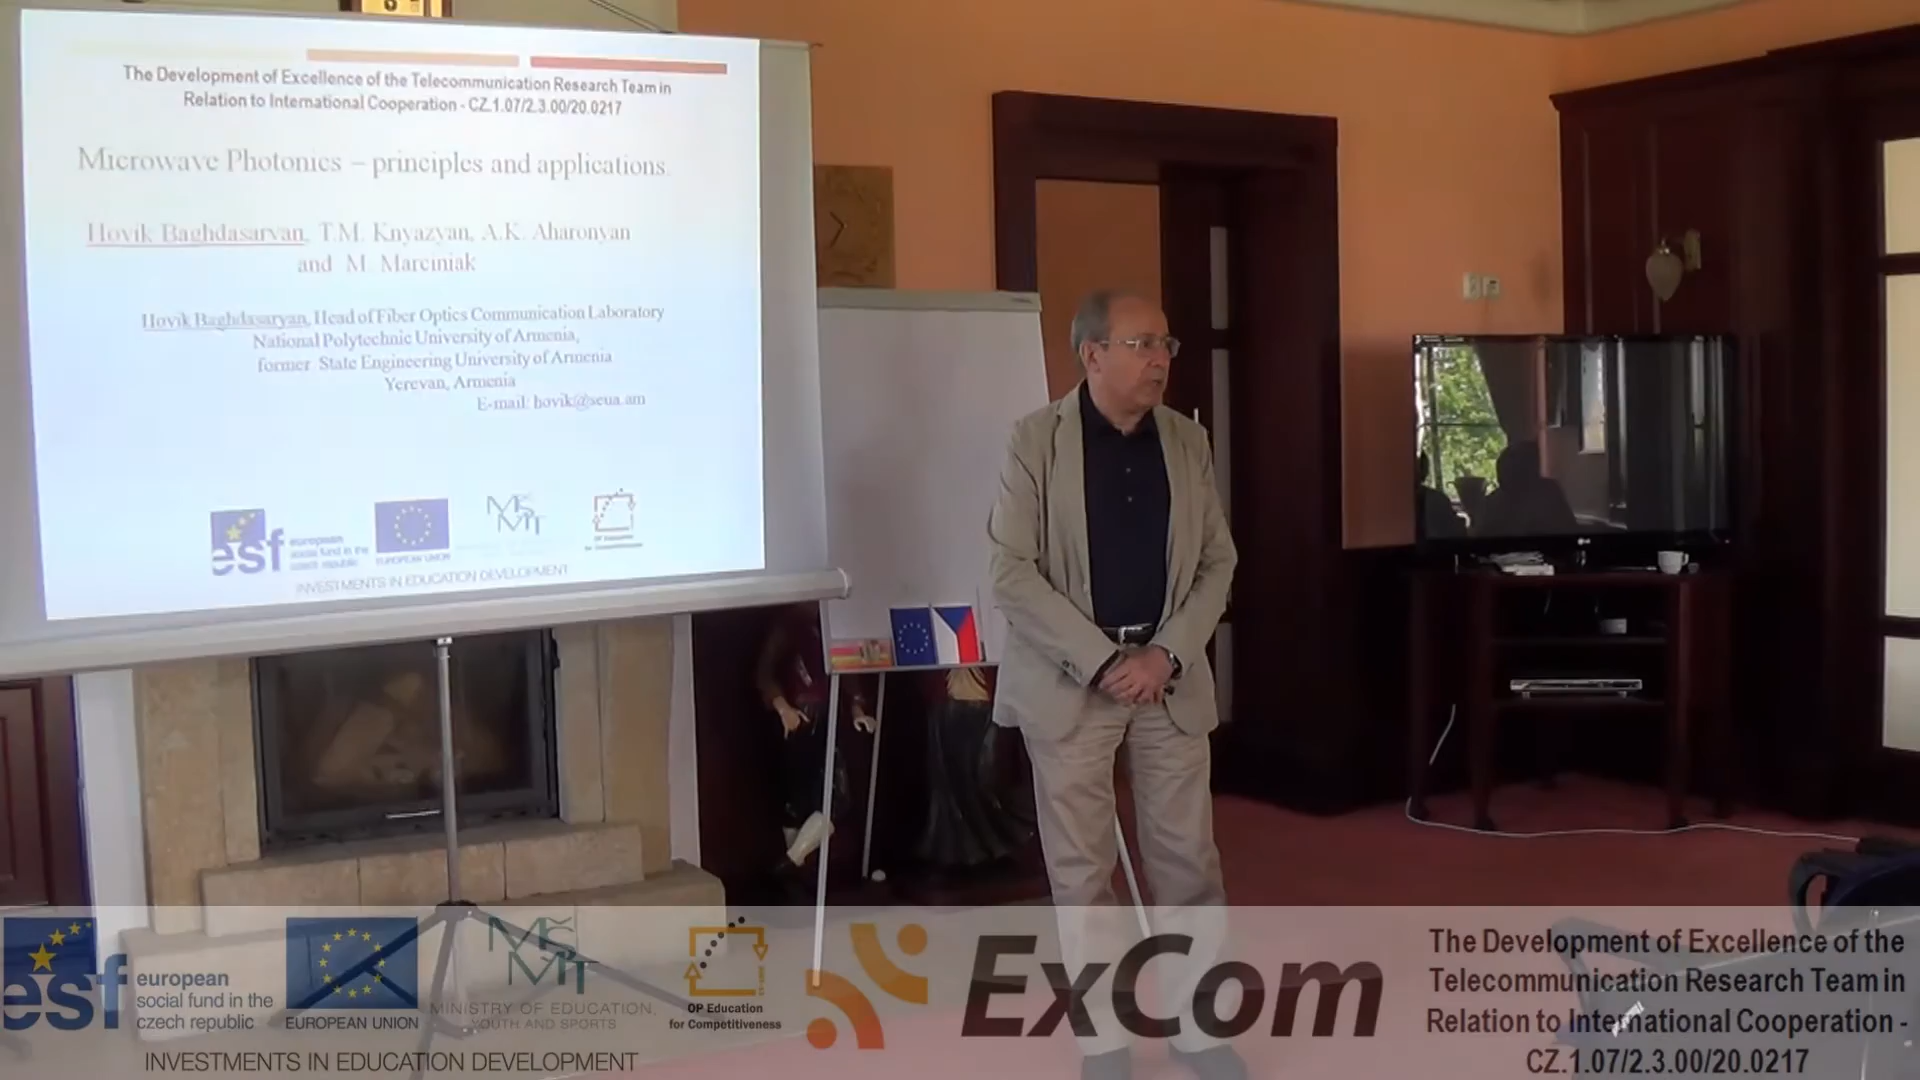 The Development of Excellence of the Telecommunication Research Team in
Relation to International Cooperation - CZ.1.07/2.3.00/20.0217
Microwave Photonics – principles and applications.
Hovik Baghdasaryan, T.M. Knyazyan, A.K. Aharonyan
and M. Marciniak
Hovik Baghdasaryan, Head of Fiber Optics Communication Laboratory
National Polytechnic University of Armenia,
former State Engineering University of Armenia
Yerevan, Armenia
E-mail: hovik@seua.am
esf
european
social fund in the
czech republic
EUROPEAN UNION
MŠMT
OP Education
for Competitiveness
INVESTMENTS IN EDUCATION DEVELOPMENT
LG
esf
european
social fund in the
czech republic
EUROPEAN UNION
MŠMT
MINISTRY OF EDUCATION,
YOUTH AND SPORTS
OP Education
for Competitiveness
INVESTMENTS IN EDUCATION DEVELOPMENT
ExCom
The Development of Excellence of the
Telecommunication Research Team in
Relation to International Cooperation -
CZ.1.07/2.3.00/20.0217